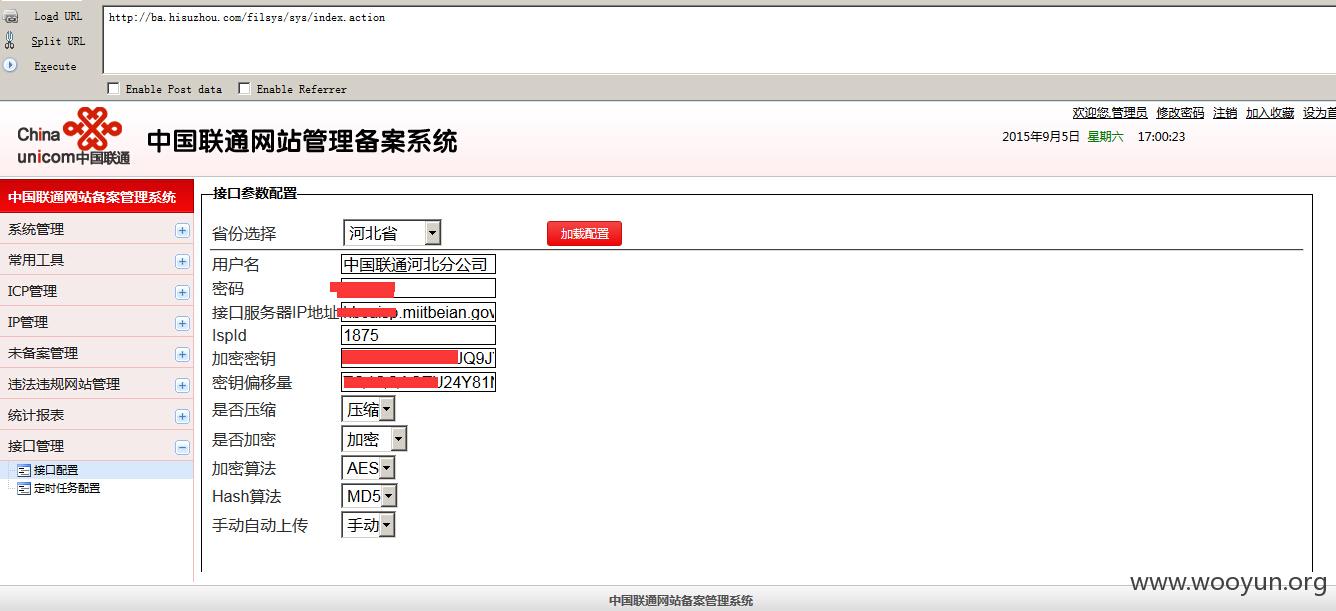 Load URL
http://ba.hisuzhou.com/filsys/sys/index.action
Split URL
Execute
Enable Post data Enable Referrer
China unicom中国联通
中国联通网站管理备案系统
欢迎您,管理员 修改密码 注销 加入收藏 设为首
2015年9月5日 星期六 17:00:23
中国联通网站备案管理系统
系统管理
常用工具
ICP管理
IP管理
未备案管理
违法违规网站管理
统计报表
接口管理
接口配置
定时任务配置
接口参数配置
省份选择 河北省 加载配置
用户名 中国联通河北分公司
密码
接口服务器IP地址 .miitbeian.gov
IspId 1875
加密密钥 JQ9J
密钥偏移量 U24Y81
是否压缩 压缩
是否加密 加密
加密算法 AES
Hash算法 MD5
手动自动上传 手动
中国联通网站备案管理系统
www.wooyun.org